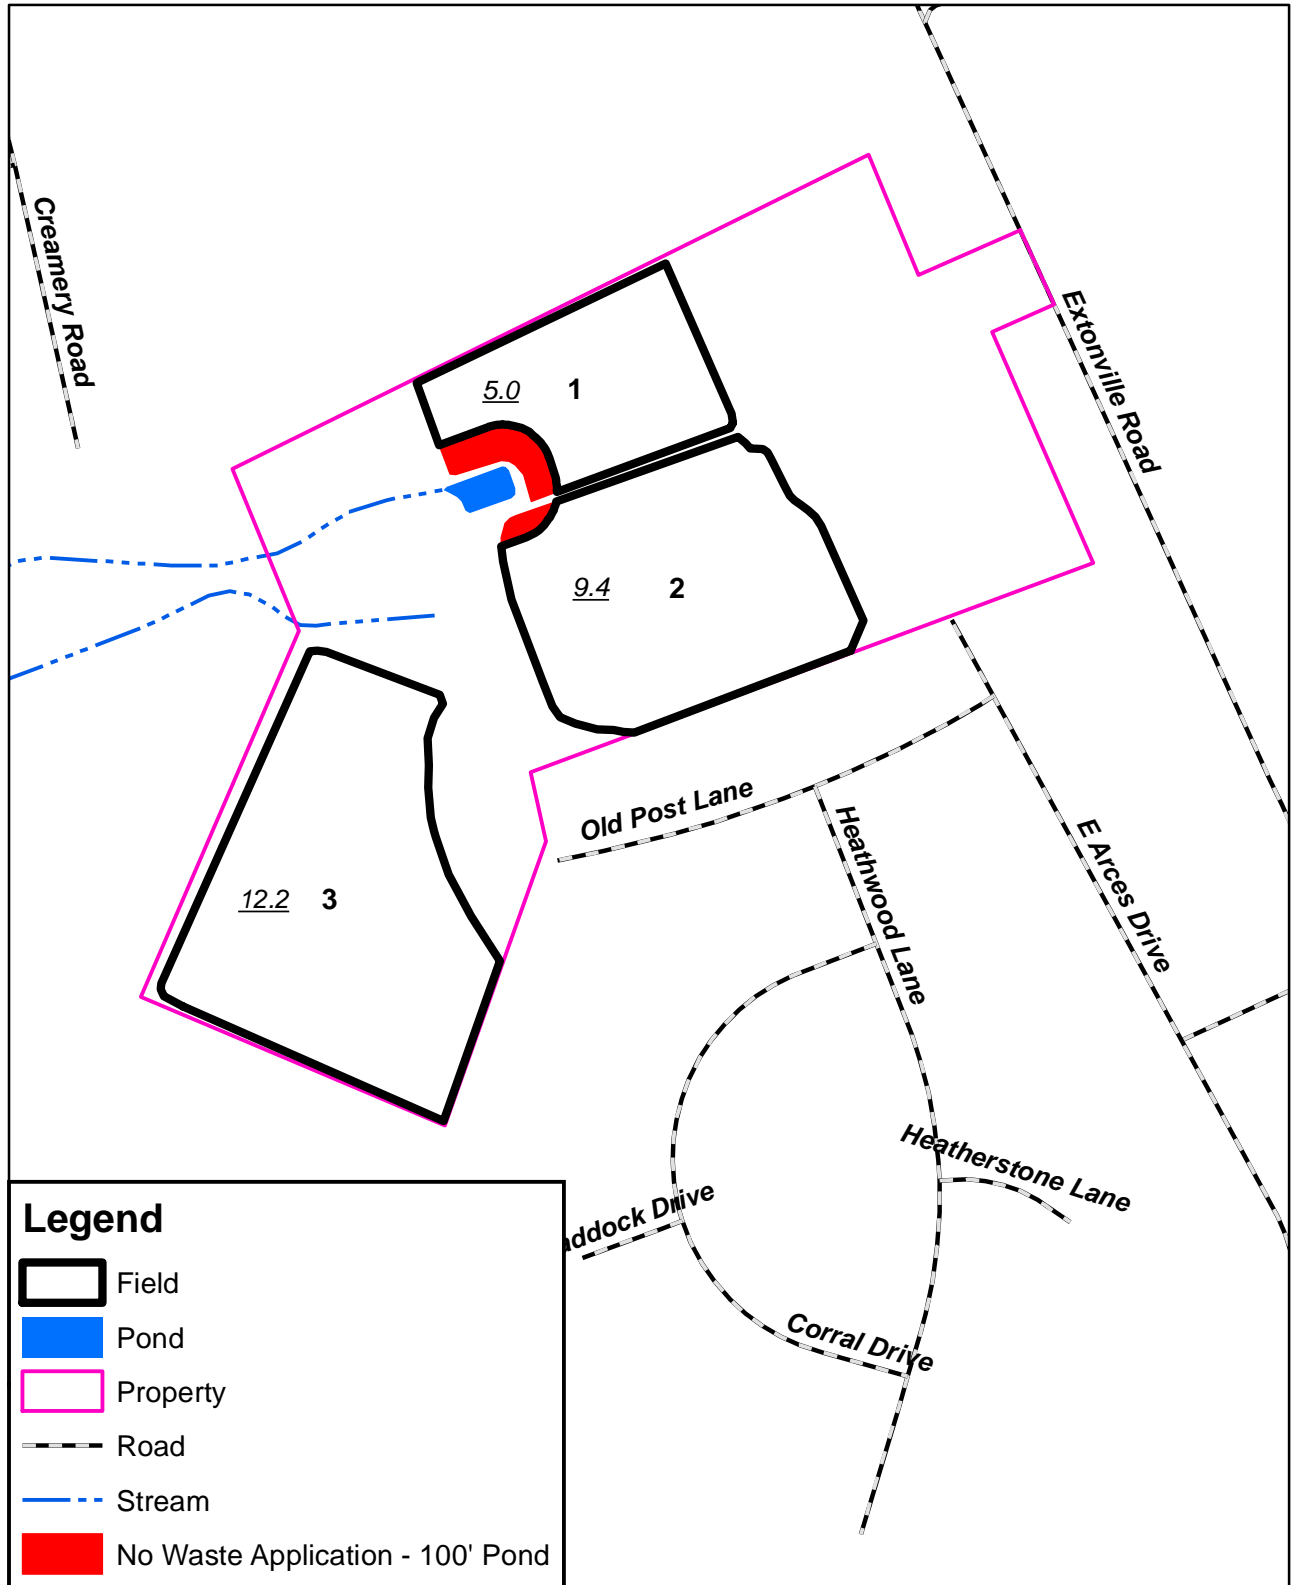 Creamery Road
Extonville Road
5.0 1
9.4 2
12.2 3
Old Post Lane
Heathwood Lane
E Arces Drive
Heatherstone Lane
addock Drive
Corral Drive
Legend
Field
Pond
Property
Road
Stream
No Waste Application - 100' Pond